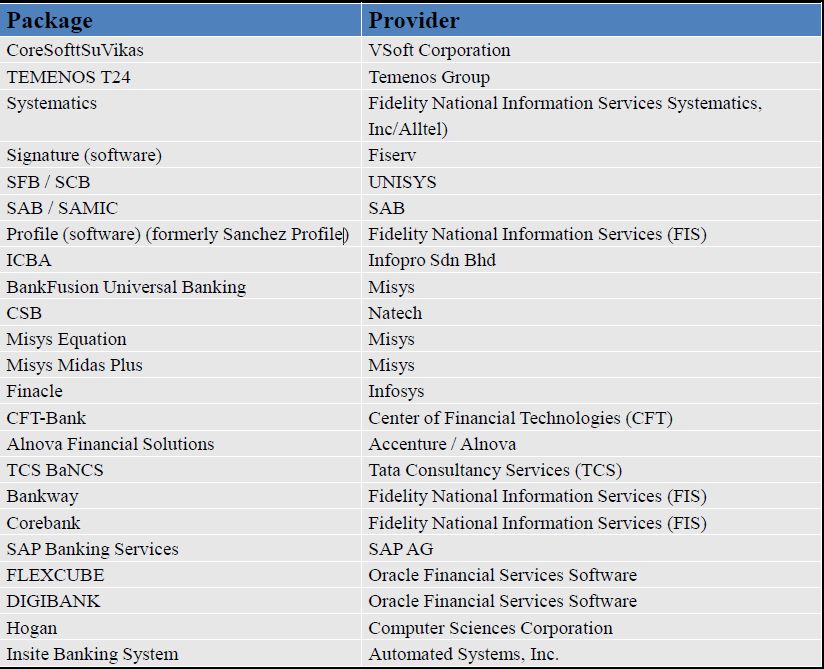 Package Provider
CoreSofttSuVikas VSoft Corporation
TEMENOS T24 Temenos Group
Systematics Fidelity National Information Services Systematics,
Inc/Alltel)
Signature (software) Fiserv
SFB / SCB UNISYS
SAB / SAMIC SAB
Profile (software) (formerly Sanchez Profile) Fidelity National Information Services (FIS)
ICBA Infopro Sdn Bhd
BankFusion Universal Banking Misys
CSB Natech
Misys Equation Misys
Misys Midas Plus Misys
Finacle Infosys
CFT-Bank Center of Financial Technologies (CFT)
Alnova Financial Solutions Accenture / Alnova
TCS BaNCS Tata Consultancy Services (TCS)
Bankway Fidelity National Information Services (FIS)
Corebank Fidelity National Information Services (FIS)
SAP Banking Services SAP AG
FLEXCUBE Oracle Financial Services Software
DIGIBANK Oracle Financial Services Software
Hogan Computer Sciences Corporation
Insite Banking System Automated Systems, Inc.